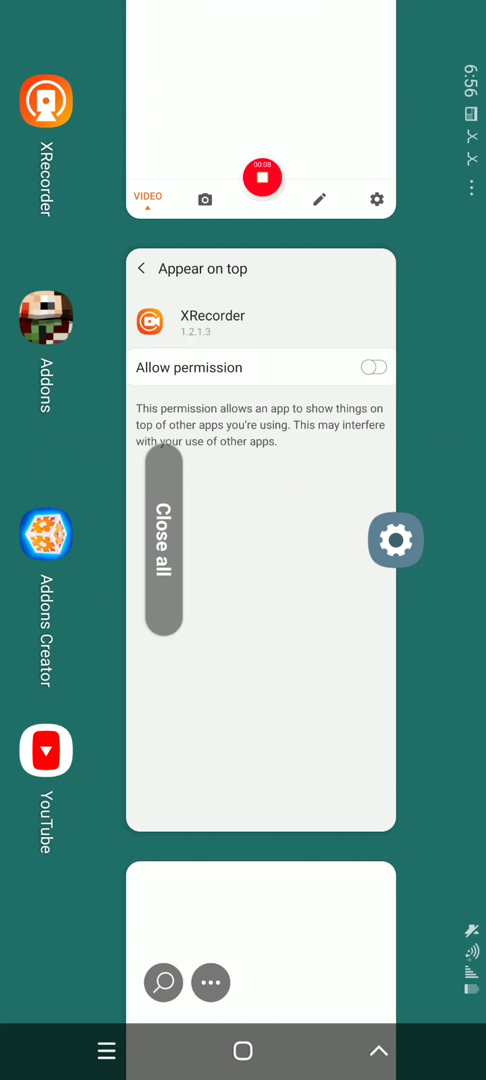 6:56
00:08
VIDEO
Appear on top
XRecorder
1.2.1.3
Allow permission
This permission allows an app to show things on
top of other apps you're using. This may interfere
with your use of other apps.
Close all
XRecorder
Addons
Addons Creator
YouTube